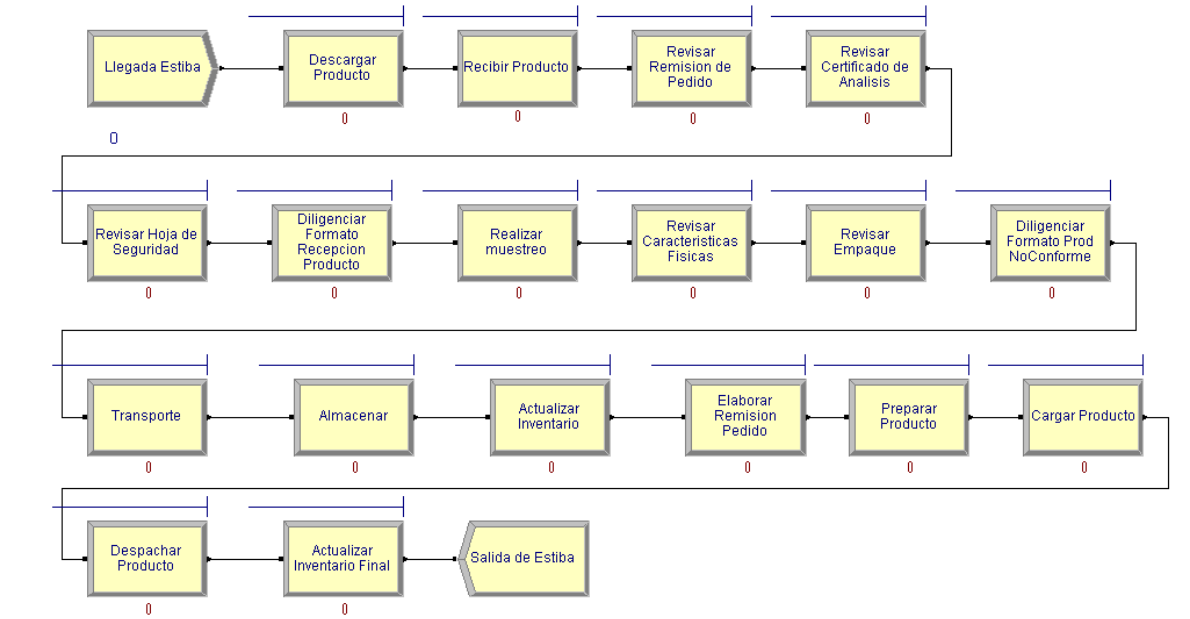 Llegada Estiba
0
Descargar
Producto
0
Recibir Producto
0
Revisar
Remision de
Pedido
0
Revisar
Certificado de
Analisis
0
Revisar Hoja de
Seguridad
0
Diligenciar
Formato
Recepcion
Producto
0
Realizar
muestreo
0
Revisar
Caracteristicas
Fisicas
0
Revisar
Empaque
0
Diligenciar
Formato Prod
NoConforme
0
Transporte
0
Almacenar
0
Actualizar
Inventario
0
Elaborar
Remision
Pedido
0
Preparar
Producto
0
Cargar Producto
0
Despachar
Producto
0
Actualizar
Inventario Final
0
Salida de Estiba